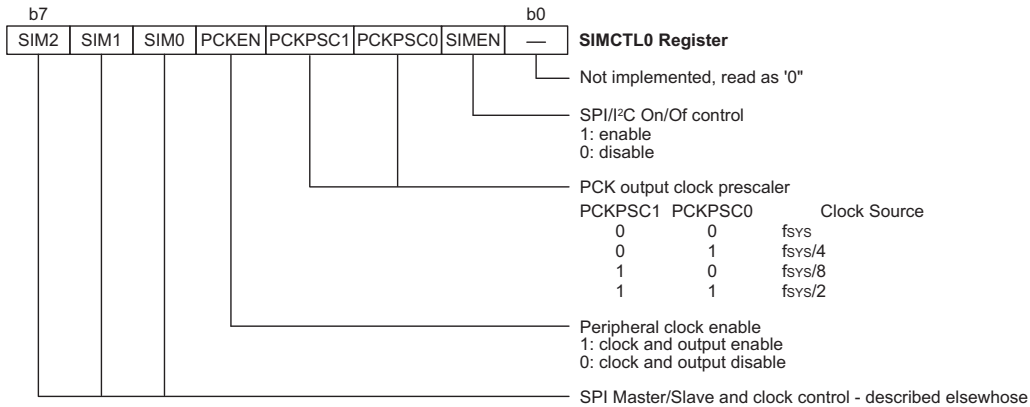 b7 b0
SIM2 SIM1 SIM0 PCKEN PCKPSC1 PCKPSC0 SIMEN — SIMCTL0 Register
Not implemented, read as '0"
SPI/I²C On/Of control
1: enable
0: disable
PCK output clock prescaler
PCKPSC1 PCKPSC0 Clock Source
0 0 fSYS
0 1 fSYS/4
1 0 fSYS/8
1 1 fSYS/2
Peripheral clock enable
1: clock and output enable
0: clock and output disable
SPI Master/Slave and clock control - described elsewhose